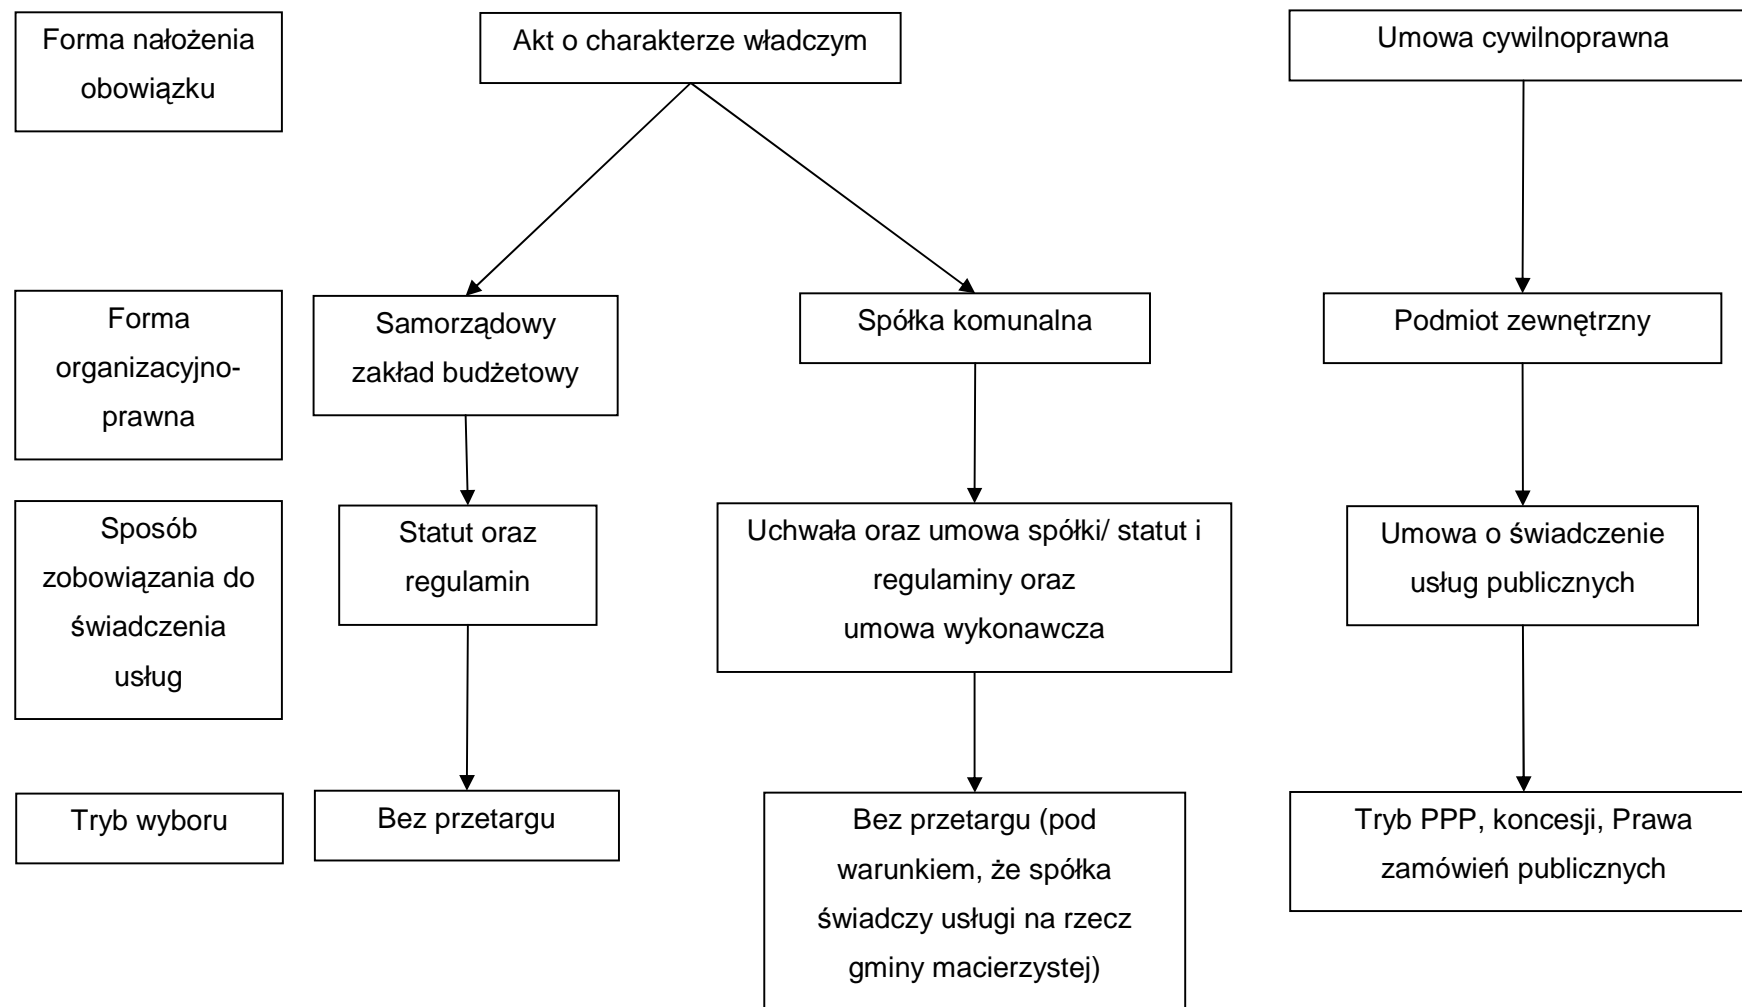 Forma nałożenia
obowiązku
Akt o charakterze władczym
Umowa cywilnoprawna
Forma
organizacyjno-
prawna
Samorządowy
zakład budżetowy
Spółka komunalna
Podmiot zewnętrzny
Sposób
zobowiązania do
świadczenia
usług
Statut oraz
regulamin
Uchwała oraz umowa spółki/ statut i
regulaminy oraz
umowa wykonawcza
Umowa o świadczenie
usług publicznych
Tryb wyboru
Bez przetargu
Bez przetargu (pod
warunkiem, że spółka
świadczy usługi na rzecz
gminy macierzystej)
Tryb PPP, koncesji, Prawa
zamówień publicznych